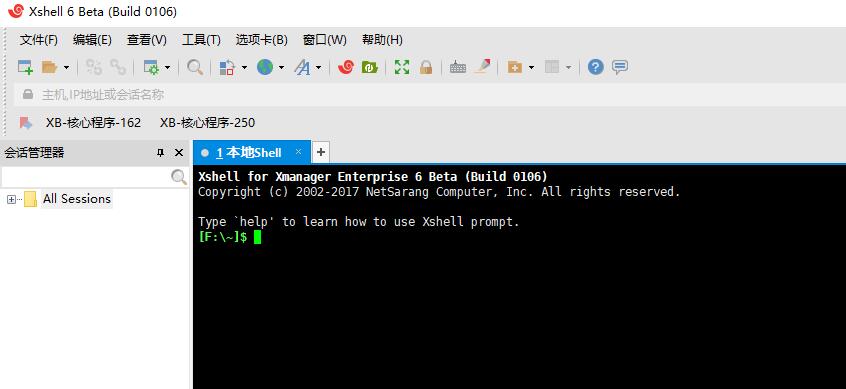 Xshell 6 Beta (Build 0106)
文件(F) 编辑(E) 查看(V) 工具(T) 选项卡(B) 窗口(W) 帮助(H)
主机,IP地址或会话名称
XB-核心程序-162 XB-核心程序-250
会话管理器
1 本地Shell
All Sessions
Xshell for Xmanager Enterprise 6 Beta (Build 0106)
Copyright (c) 2002-2017 NetSarang Computer, Inc. All rights reserved.
Type `help' to learn how to use Xshell prompt.
[F:\~]$